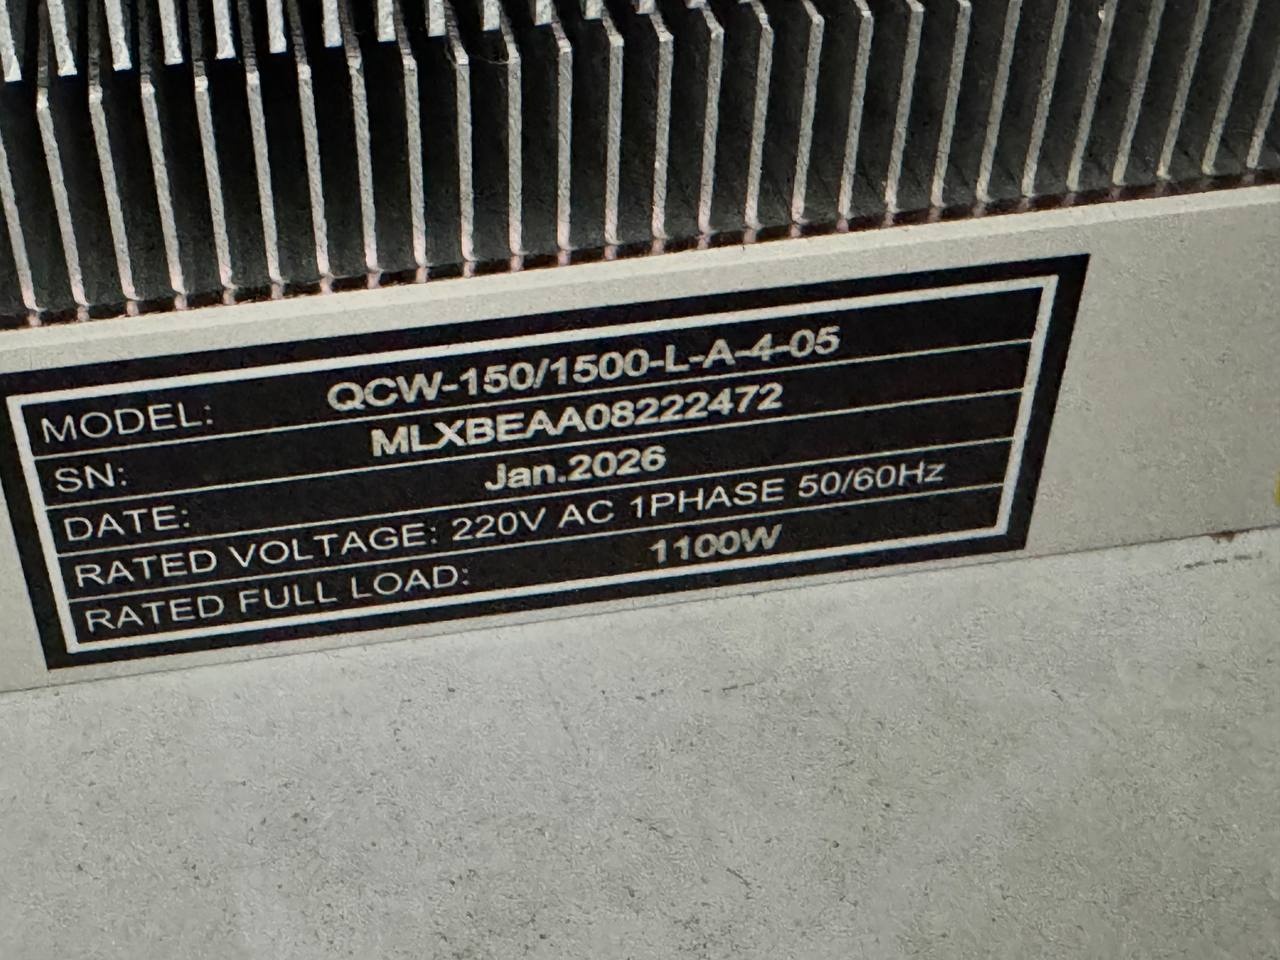 MODEL: QCW-150/1500-L-A-4-05
SN: MLXBEAA08222472
DATE: Jan.2026
RATED VOLTAGE: 220V AC 1PHASE 50/60Hz
RATED FULL LOAD: 1100W